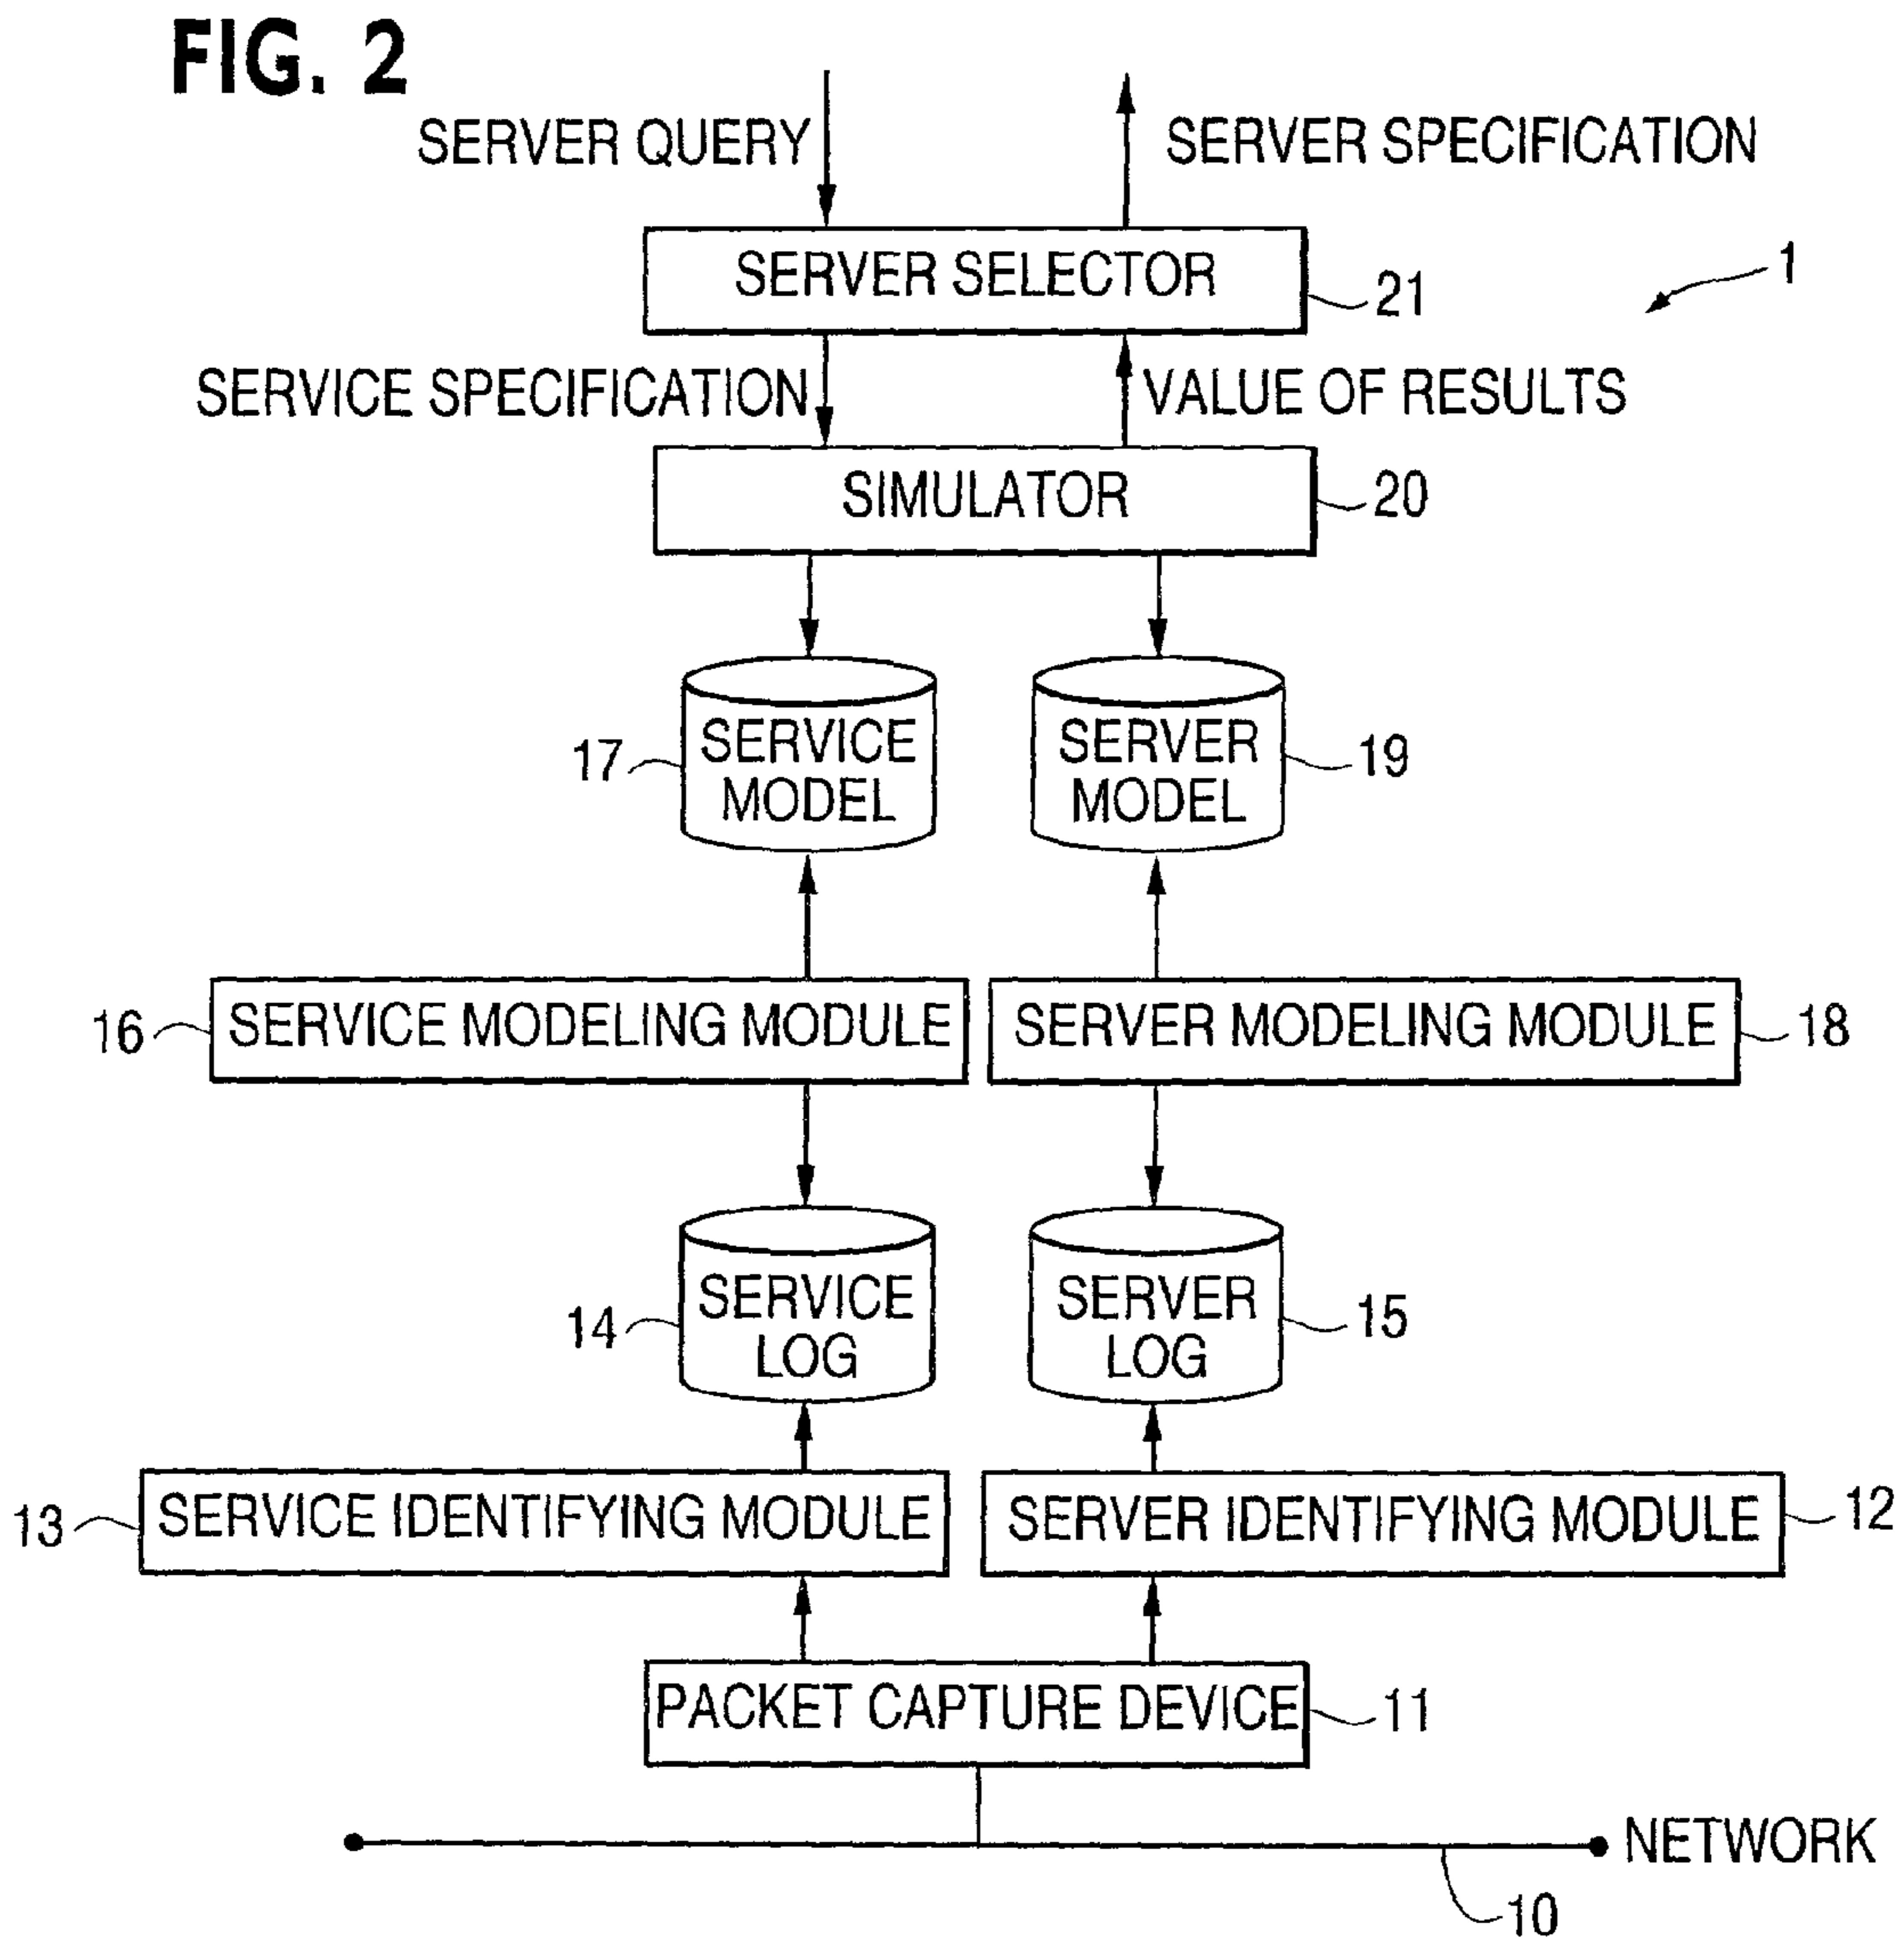 FIG. 2
SERVER QUERY
SERVER SPECIFICATION
SERVER SELECTOR
21
1
SERVICE SPECIFICATION
VALUE OF RESULTS
SIMULATOR
20
17
SERVICE
MODEL
SERVER
MODEL
19
16
SERVICE MODELING MODULE
SERVER MODELING MODULE
18
14
SERVICE
LOG
SERVER
LOG
15
13
SERVICE IDENTIFYING MODULE
SERVER IDENTIFYING MODULE
12
PACKET CAPTURE DEVICE
11
NETWORK
10